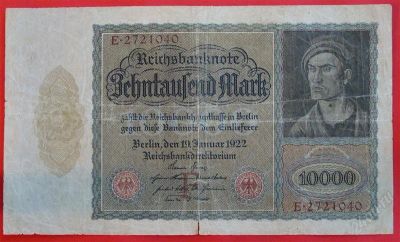 E·2721040
Reichsbanknote
Zehntausend Mark
zahlt die Reichsbankhauptkasse in Berlin
gegen diese Banknote dem Einlieferer
Berlin, den 19. Januar 1922
Reichsbankdirektorium
10000
E·2721040